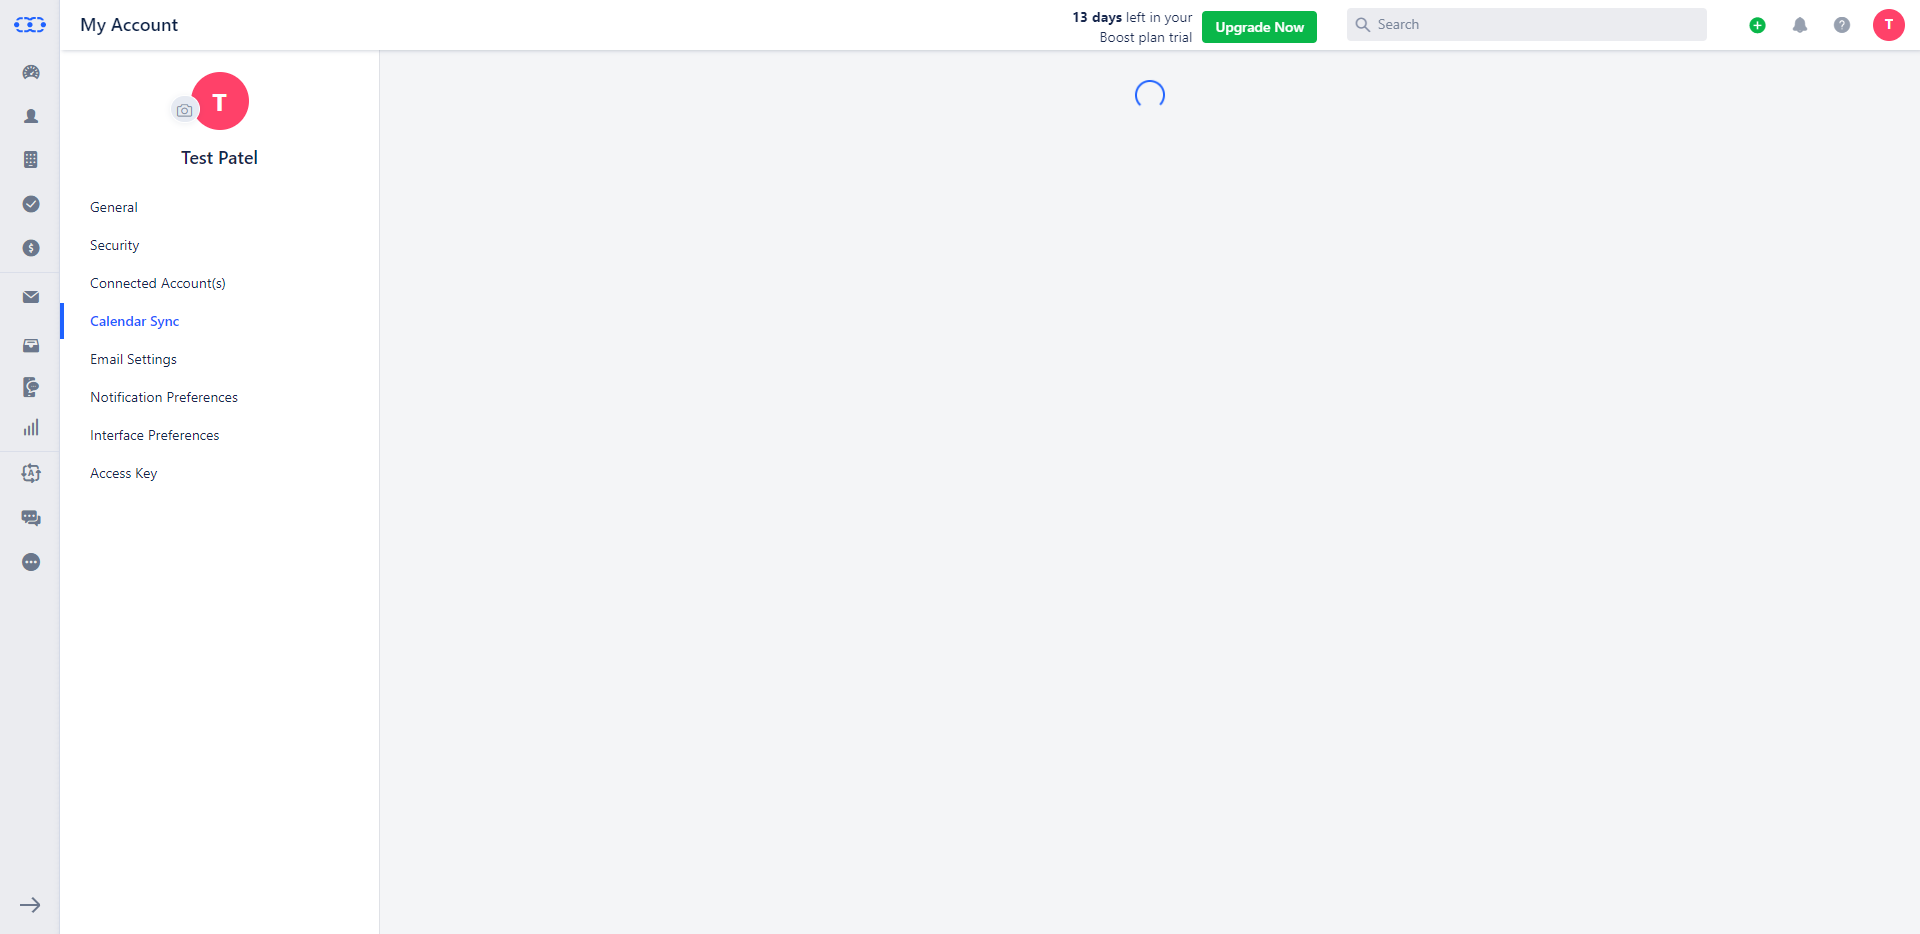 My Account
13 days left in your
Boost plan trial
Upgrade Now
Search
T
T
Test Patel
General
Security
Connected Account(s)
Calendar Sync
Email Settings
Notification Preferences
Interface Preferences
Access Key